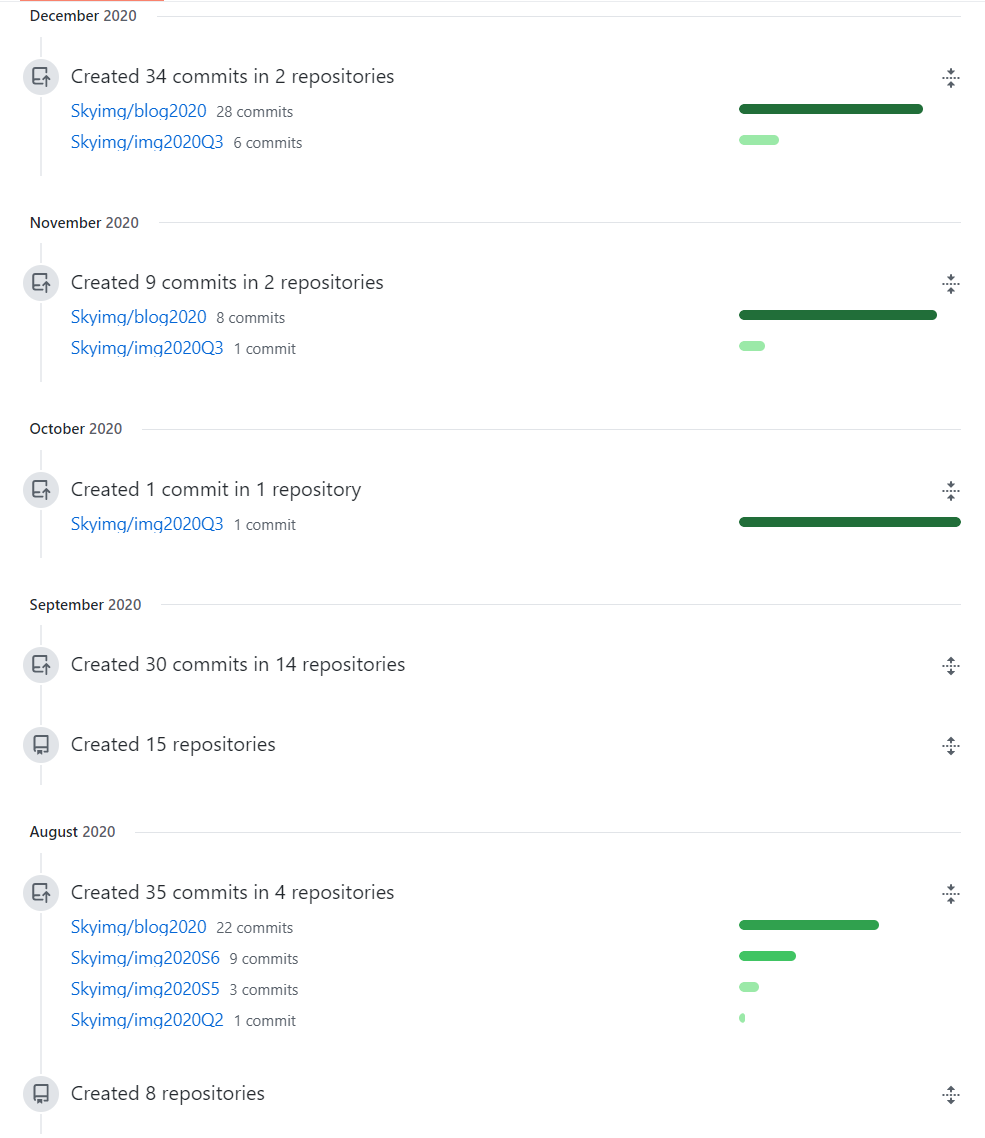 December 2020
Created 34 commits in 2 repositories
Skyimg/blog2020 28 commits
Skyimg/img2020Q3 6 commits
November 2020
Created 9 commits in 2 repositories
Skyimg/blog2020 8 commits
Skyimg/img2020Q3 1 commit
October 2020
Created 1 commit in 1 repository
Skyimg/img2020Q3 1 commit
September 2020
Created 30 commits in 14 repositories
Created 15 repositories
August 2020
Created 35 commits in 4 repositories
Skyimg/blog2020 22 commits
Skyimg/img2020S6 9 commits
Skyimg/img2020S5 3 commits
Skyimg/img2020Q2 1 commit
Created 8 repositories